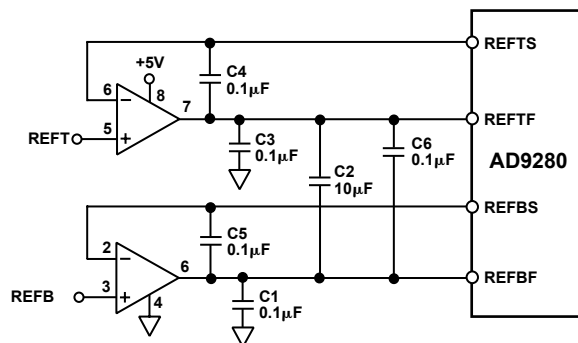 REFTS
+5V
C4
0.1µF
6
8
7
REFTF
REFT
5
C3
0.1µF
C6
0.1µF
C2
10µF
AD9280
REFBS
C5
0.1µF
2
6
REFBF
REFB
3
4
C1
0.1µF
−
+
−
+